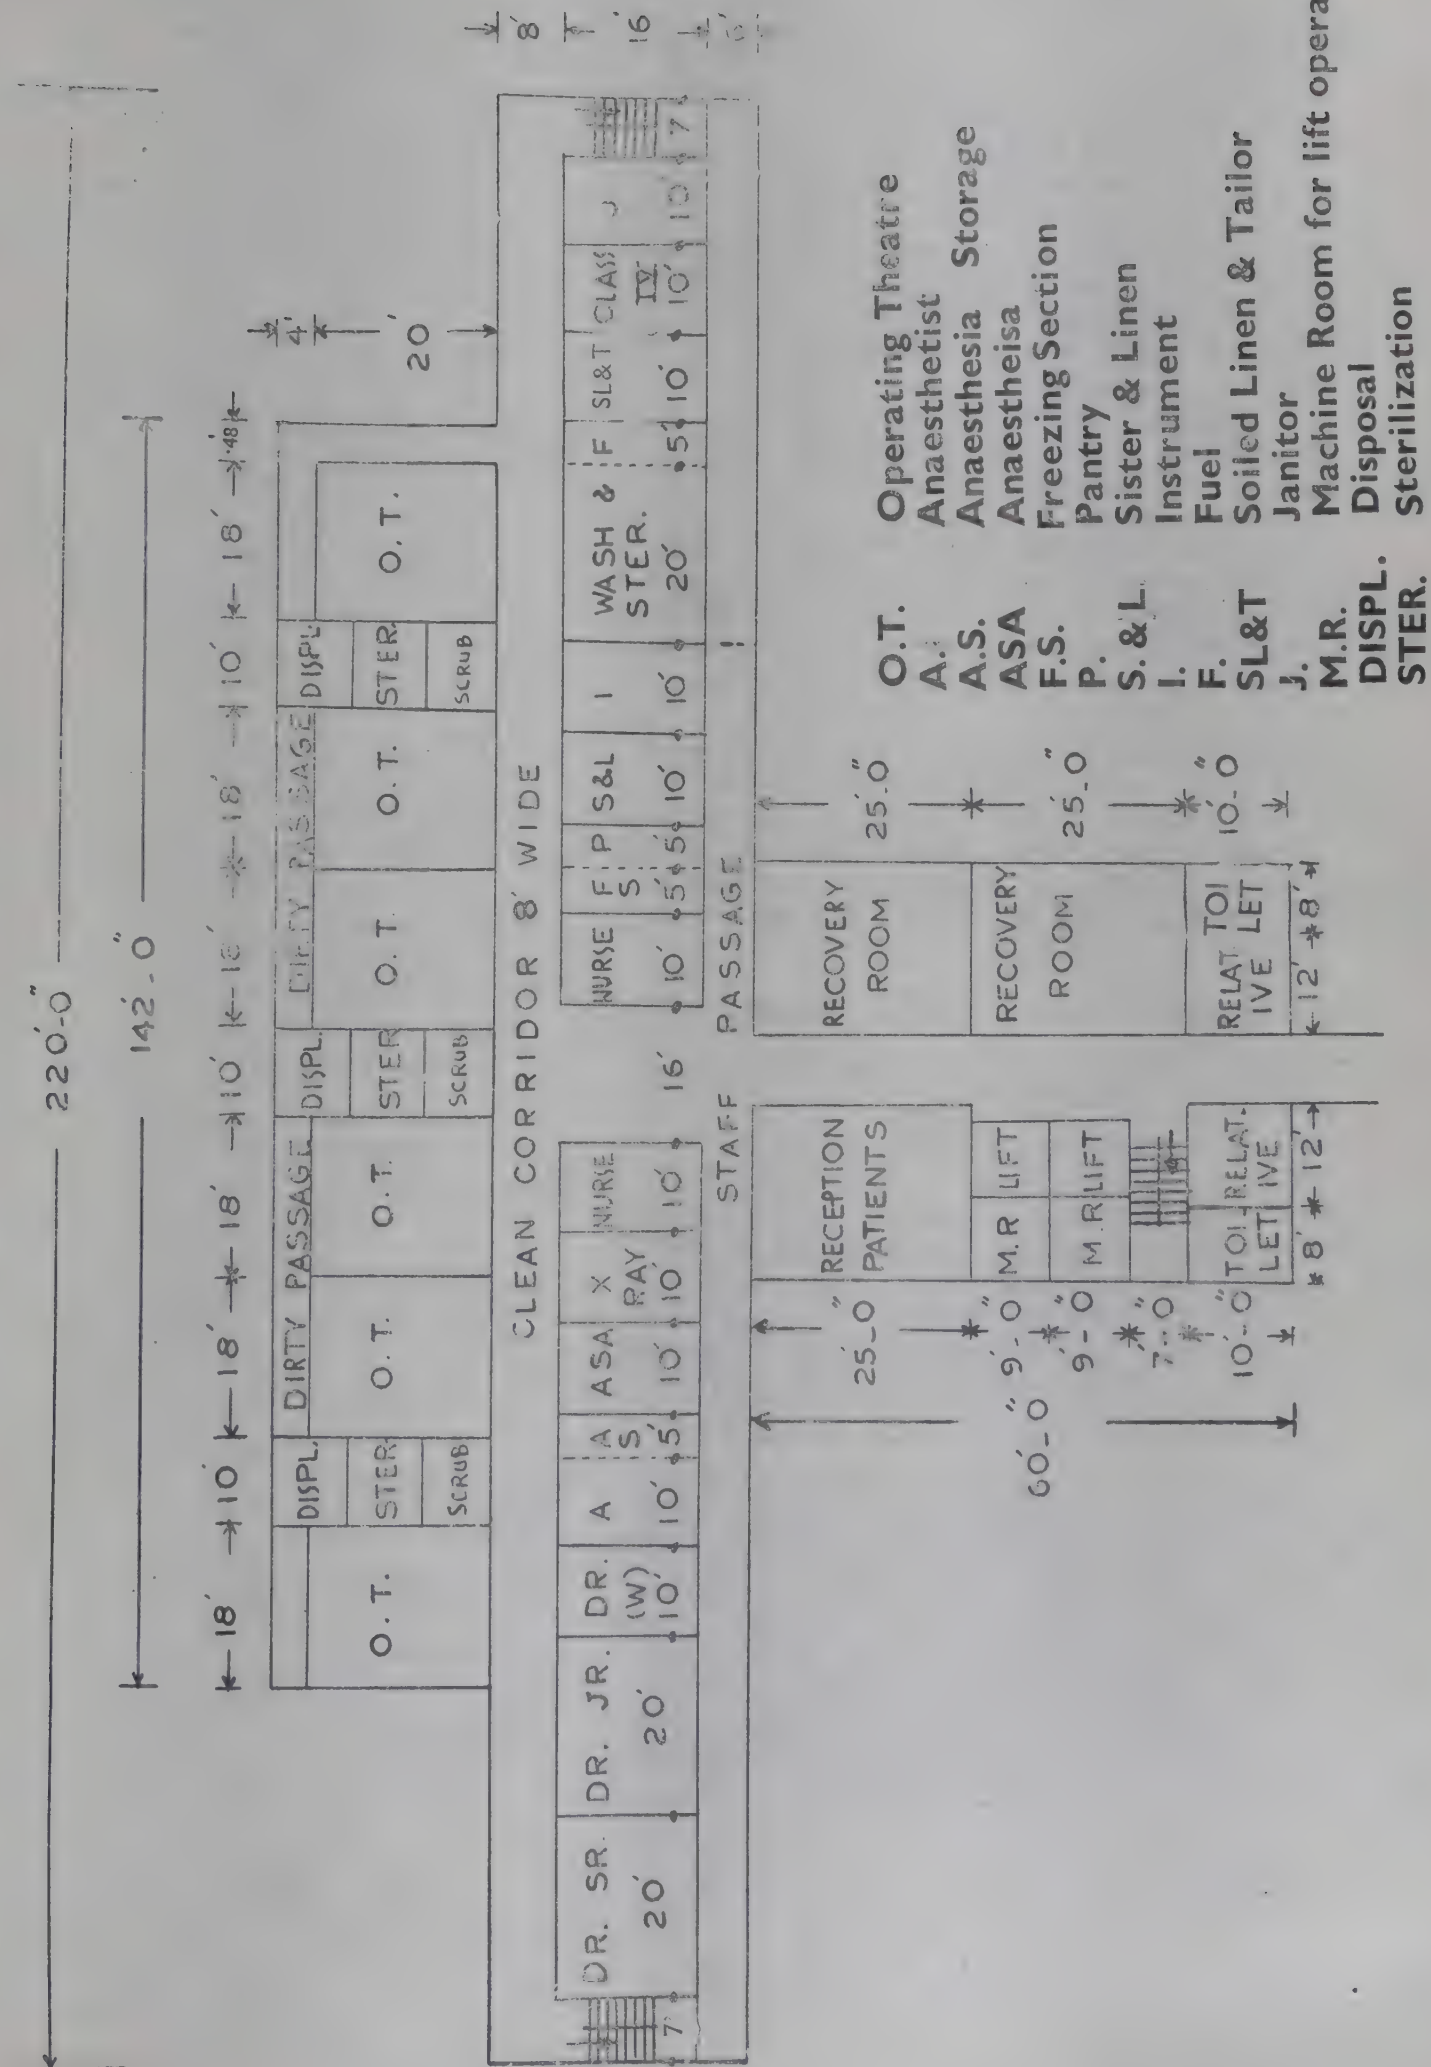 220'-0"
142'-0"
18' 10' 18' 18' 10' 18' 18' 10' 18' 48
4'
20'
DISPL. DIRTY PASSAGE DISPL. DIRTY PASSAGE DISPL.
O.T. STER. O.T. O.T. STER O.T. O.T. STER. O.T.
SCRUB SCRUB SCRUB
8'
16'
CLEAN CORRIDOR 8' WIDE
DR. SR. DR. JR. DR. A A ASA X NURSE NURSE F P S&L I WASH & F SL&T CLASS J
(W) S RAY S STER. IV
7' 20' 20' 10' 10' 5' 10' 10' 10' 16' 10' 5' 5' 10' 10' 20' 5' 10' 10' 10' 7'
STAFF PASSAGE
RECEPTION
PATIENTS
25'-0"
M.R LIFT
9'-0"
M.R LIFT
9'-0"
7'-0"
TOI- RELAT.
LET IVE
10'-0"
60'-0"
8' 12'
RECOVERY
ROOM
25'-0"
RECOVERY
ROOM
25'-0"
RELAT TOI
IVE LET
10'-0"
12' 8'
O.T. Operating Theatre
A. Anaesthetist
A.S. Anaesthesia Storage
ASA Anaestheisa
F.S. Freezing Section
P. Pantry
S. & L. Sister & Linen
I. Instrument
F. Fuel
SL&T Soiled Linen & Tailor
J. Janitor
M.R. Machine Room for lift opera
DISPL. Disposal
STER. Sterilization